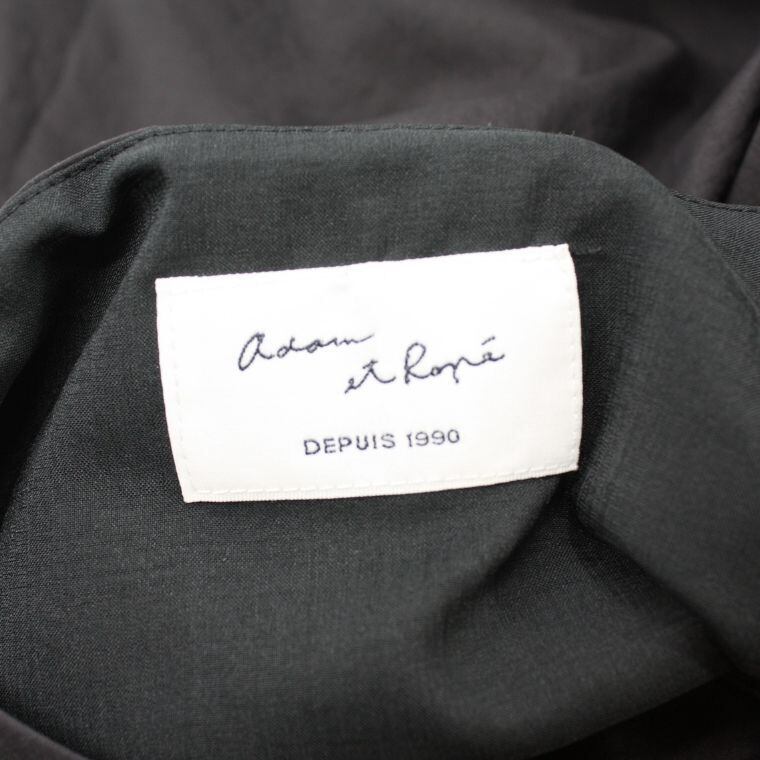 Adam
et Ropé
DEPUIS 1990